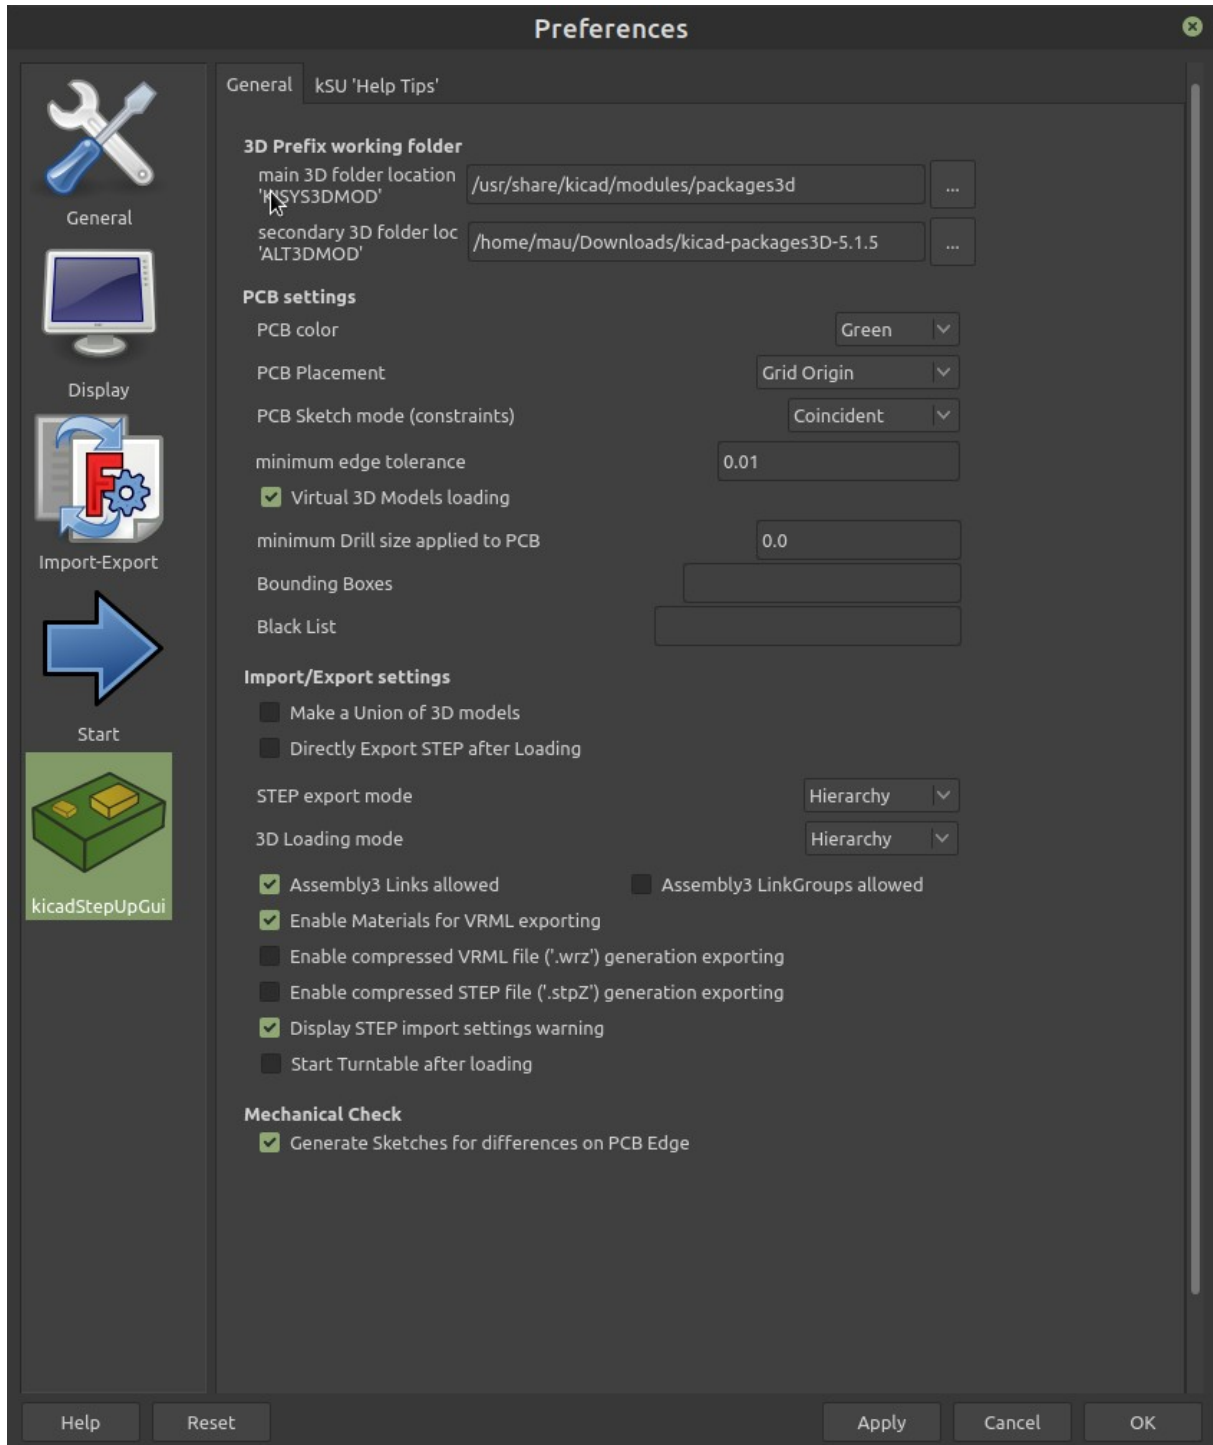 Preferences
General
Display
Import-Export
Start
kicadStepUpGui
General kSU 'Help Tips'
3D Prefix working folder
main 3D folder location
'KISYS3DMOD'
/usr/share/kicad/modules/packages3d ...
secondary 3D folder loc
'ALT3DMOD'
/home/mau/Downloads/kicad-packages3D-5.1.5 ...
PCB settings
PCB color Green
PCB Placement Grid Origin
PCB Sketch mode (constraints) Coincident
minimum edge tolerance 0.01
Virtual 3D Models loading
minimum Drill size applied to PCB 0.0
Bounding Boxes
Black List
Import/Export settings
Make a Union of 3D models
Directly Export STEP after Loading
STEP export mode Hierarchy
3D Loading mode Hierarchy
Assembly3 Links allowed Assembly3 LinkGroups allowed
Enable Materials for VRML exporting
Enable compressed VRML file ('.wrz') generation exporting
Enable compressed STEP file ('.stpZ') generation exporting
Display STEP import settings warning
Start Turntable after loading
Mechanical Check
Generate Sketches for differences on PCB Edge
Help Reset Apply Cancel OK